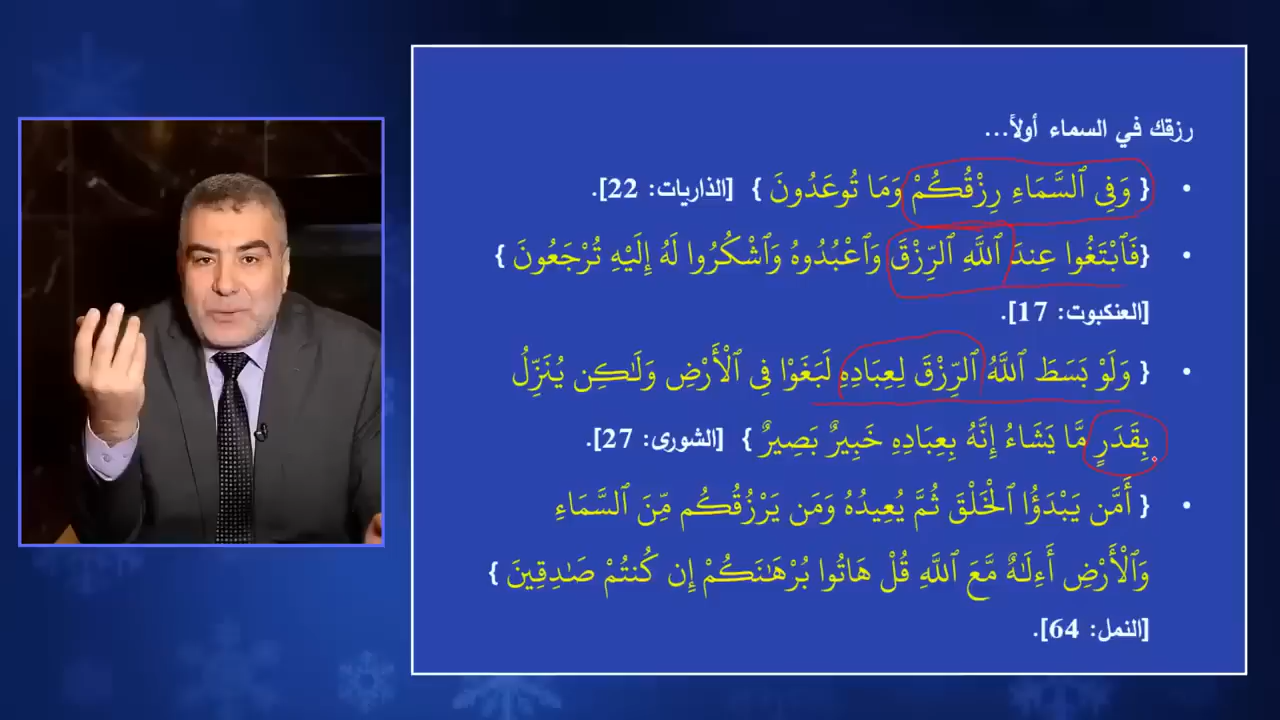 رزقك في السماء أولاً...
• { وَفِى ٱلسَّمَاءِ رِزْقُكُمْ وَمَا تُوعَدُونَ } [الذاريات: 22].
• {فَٱبْتَغُوا عِندَ ٱللَّهِ ٱلرِّزْقَ وَٱعْبُدُوهُ وَٱشْكُرُوا لَهُ إِلَيْهِ تُرْجَعُونَ }
[العنكبوت: 17].
• { وَلَوْ بَسَطَ ٱللَّهُ ٱلرِّزْقَ لِعِبَادِهِ لَبَغَوْا فِى ٱلْأَرْضِ وَلَـٰكِن يُنَزِّلُ
بِقَدَرٍ مَّا يَشَاءُ إِنَّهُ بِعِبَادِهِ خَبِيرٌ بَصِيرٌ } [الشورى: 27].
• { أَمَّن يَبْدَؤُا ٱلْخَلْقَ ثُمَّ يُعِيدُهُ وَمَن يَرْزُقُكُم مِّنَ ٱلسَّمَاءِ
وَٱلْأَرْضِ أَءِلَـٰهٌ مَّعَ ٱللَّهِ قُلْ هَاتُوا بُرْهَـٰنَكُمْ إِن كُنتُمْ صَـٰدِقِينَ }
[النمل: 64].